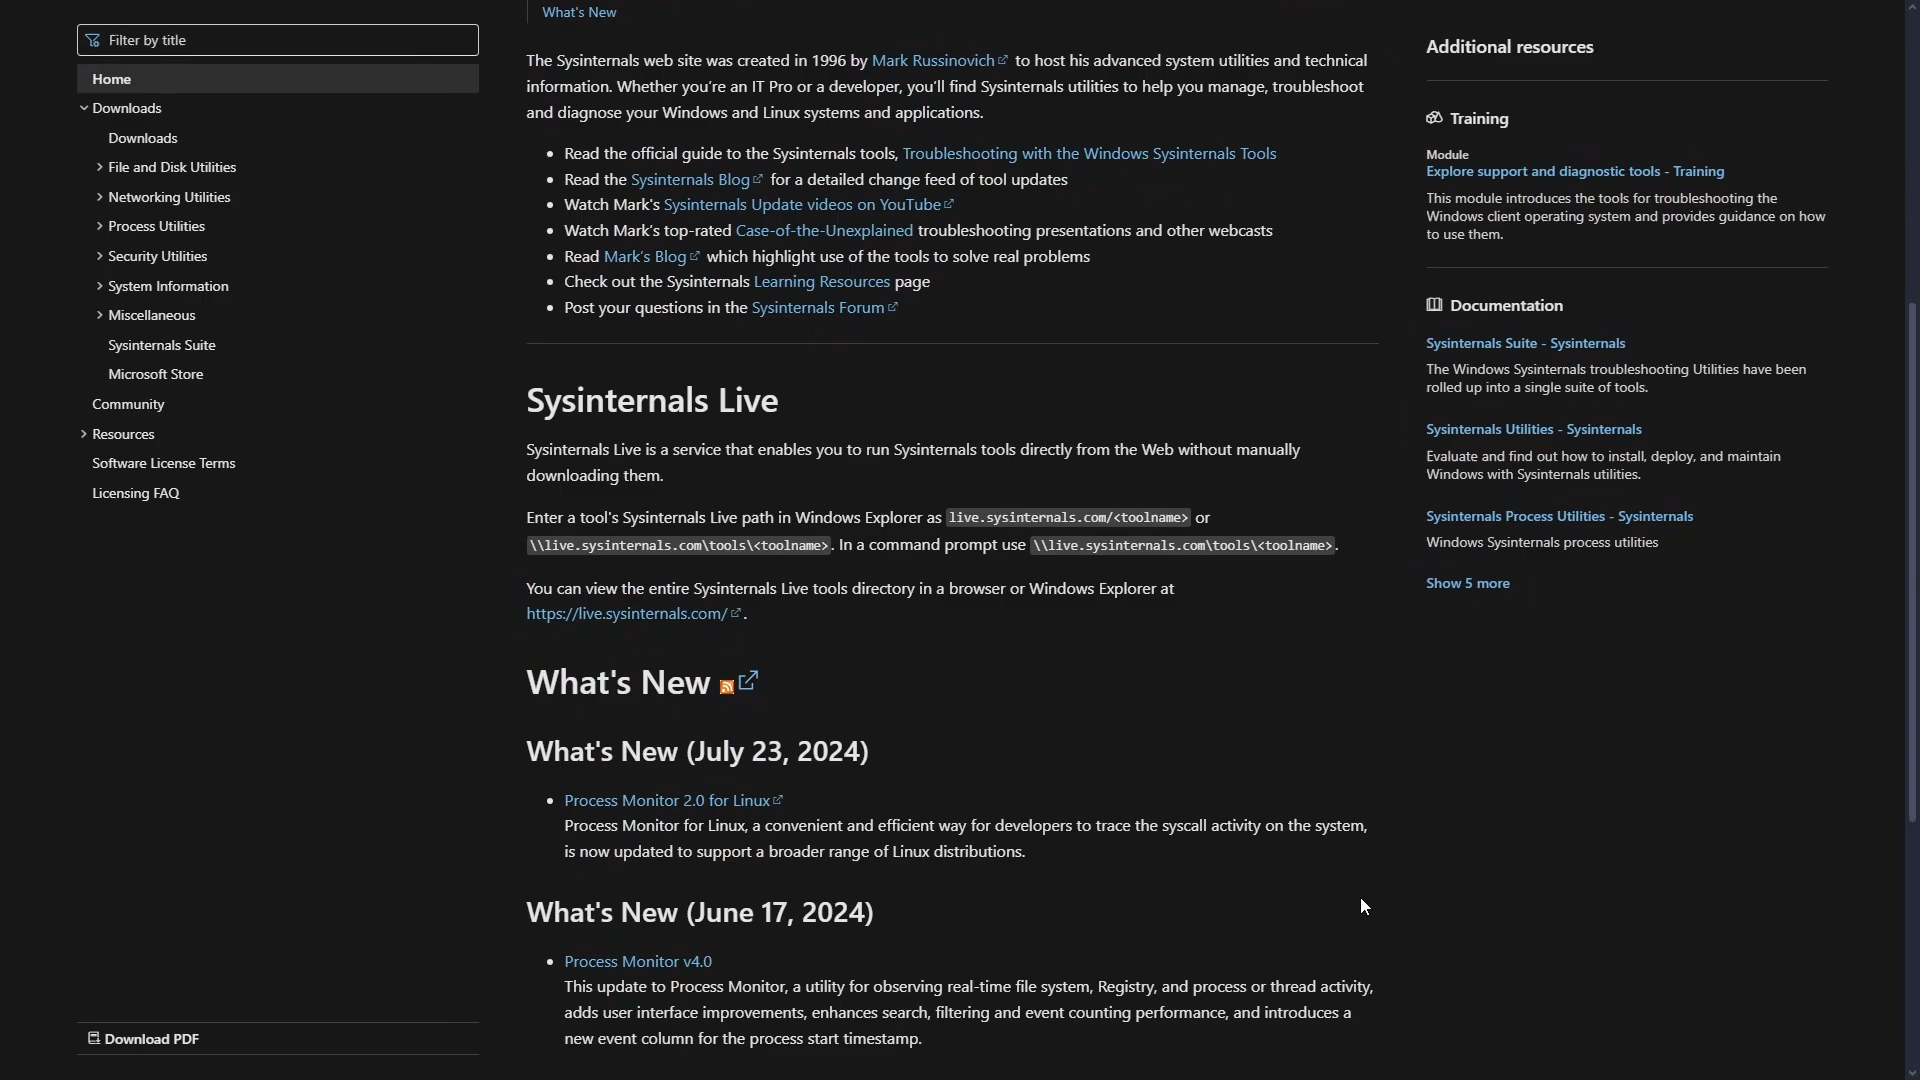 Filter by title
Home
Downloads
Downloads
File and Disk Utilities
Networking Utilities
Process Utilities
Security Utilities
System Information
Miscellaneous
Sysinternals Suite
Microsoft Store
Community
Resources
Software License Terms
Licensing FAQ
Download PDF
What's New
The Sysinternals web site was created in 1996 by Mark Russinovich to host his advanced system utilities and technical
information. Whether you're an IT Pro or a developer, you'll find Sysinternals utilities to help you manage, troubleshoot
and diagnose your Windows and Linux systems and applications.
Read the official guide to the Sysinternals tools, Troubleshooting with the Windows Sysinternals Tools
Read the Sysinternals Blog for a detailed change feed of tool updates
Watch Mark's Sysinternals Update videos on YouTube
Watch Mark's top-rated Case-of-the-Unexplained troubleshooting presentations and other webcasts
Read Mark's Blog which highlight use of the tools to solve real problems
Check out the Sysinternals Learning Resources page
Post your questions in the Sysinternals Forum
Sysinternals Live
Sysinternals Live is a service that enables you to run Sysinternals tools directly from the Web without manually
downloading them.
Enter a tool's Sysinternals Live path in Windows Explorer as live.sysinternals.com/<toolname> or
\\live.sysinternals.com\tools\<toolname>. In a command prompt use \\live.sysinternals.com\tools\<toolname>.
You can view the entire Sysinternals Live tools directory in a browser or Windows Explorer at
https://live.sysinternals.com/.
What's New
What's New (July 23, 2024)
Process Monitor 2.0 for Linux
Process Monitor for Linux, a convenient and efficient way for developers to trace the syscall activity on the system,
is now updated to support a broader range of Linux distributions.
What's New (June 17, 2024)
Process Monitor v4.0
This update to Process Monitor, a utility for observing real-time file system, Registry, and process or thread activity,
adds user interface improvements, enhances search, filtering and event counting performance, and introduces a
new event column for the process start timestamp.
Additional resources
Training
Module
Explore support and diagnostic tools - Training
This module introduces the tools for troubleshooting the
Windows client operating system and provides guidance on how
to use them.
Documentation
Sysinternals Suite - Sysinternals
The Windows Sysinternals troubleshooting Utilities have been
rolled up into a single suite of tools.
Sysinternals Utilities - Sysinternals
Evaluate and find out how to install, deploy, and maintain
Windows with Sysinternals utilities.
Sysinternals Process Utilities - Sysinternals
Windows Sysinternals process utilities
Show 5 more